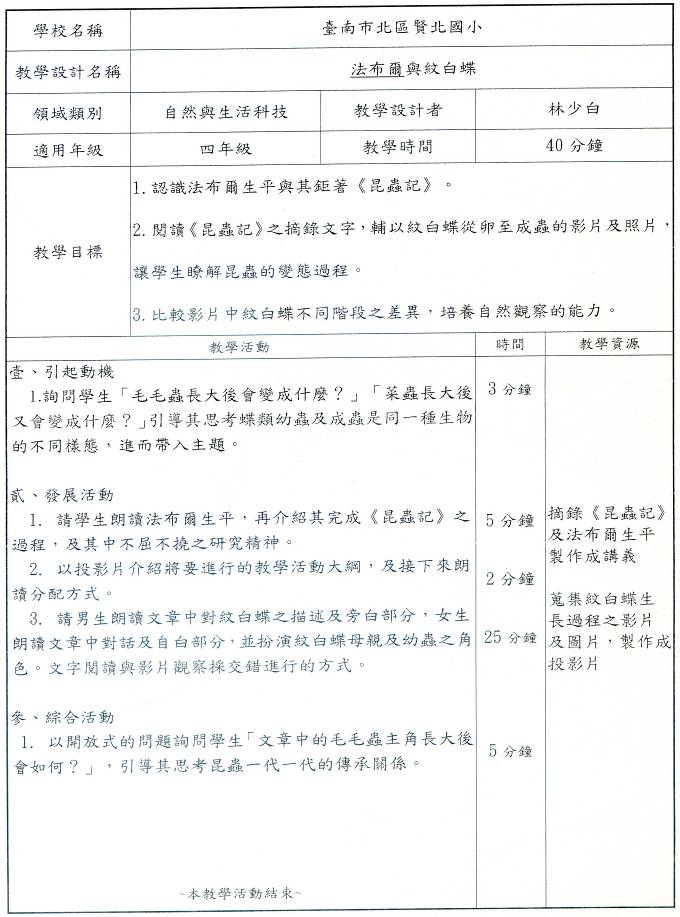 學校名稱 臺南市北區賢北國小
教學設計名稱 法布爾與紋白蝶
領域類別 自然與生活科技 教學設計者 林少白
適用年級 四年級 教學時間 40分鐘
教學目標
1.認識法布爾生平與其鉅著《昆蟲記》。
2.閱讀《昆蟲記》之摘錄文字，輔以紋白蝶從卵至成蟲的影片及照片，
讓學生瞭解昆蟲的變態過程。
3.比較影片中紋白蝶不同階段之差異，培養自然觀察的能力。
教學活動 時間 教學資源
壹、引起動機
1.詢問學生「毛毛蟲長大後會變成什麼？」「菜蟲長大後
又會變成什麼？」引導其思考蝶類幼蟲及成蟲是同一種生物
的不同樣態，進而帶入主題。
3分鐘
貳、發展活動
1. 請學生朗讀法布爾生平，再介紹其完成《昆蟲記》之
過程，及其中不屈不撓之研究精神。
2. 以投影片介紹將要進行的教學活動大綱，及接下來朗
讀分配方式。
3. 請男生朗讀文章中對紋白蝶之描述及旁白部分，女生
朗讀文章中對話及自白部分，並扮演紋白蝶母親及幼蟲之角
色。文字閱讀與影片觀察採交錯進行的方式。
5分鐘
2分鐘
25分鐘
摘錄《昆蟲記》
及法布爾生平
製作成講義
蒐集紋白蝶生
長過程之影片
及圖片，製作成
投影片
參、綜合活動
1. 以開放式的問題詢問學生「文章中的毛毛蟲主角長大後
會如何？」，引導其思考昆蟲一代一代的傳承關係。
5分鐘
~本教學活動結束~